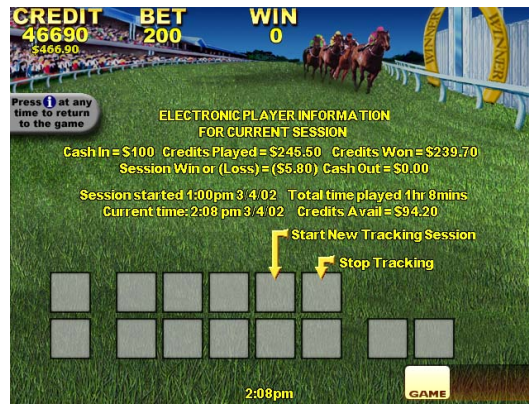 CREDIT BET WIN
46690 200 0
$466.90
WINNER WINNER
Press i at any
time to return
to the game
ELECTRONIC PLAYER INFORMATION
FOR CURRENT SESSION
Cash In = $100 Credits Played = $245.50 Credits Won = $239.70
Session Win or (Loss) = ($5.80) Cash Out = $0.00
Session started 1:00pm 3/4/02 Total time played 1hr 8mins
Current time: 2:08 pm 3/4/02 Credits Avail = $94.20
Start New Tracking Session
Stop Tracking
GAME
2:08pm